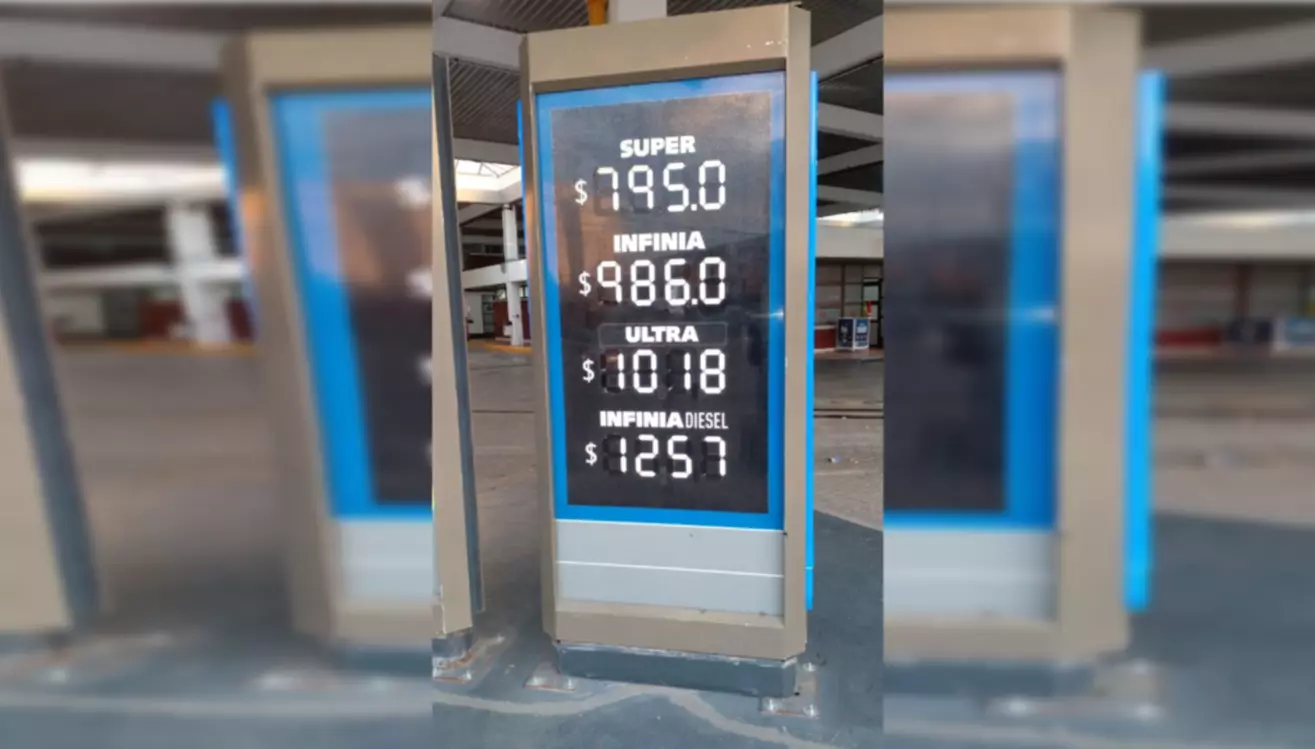 SUPER
$795.0
INFINIA
$986.0
ULTRA
$1018
INFINIA DIESEL
$1257